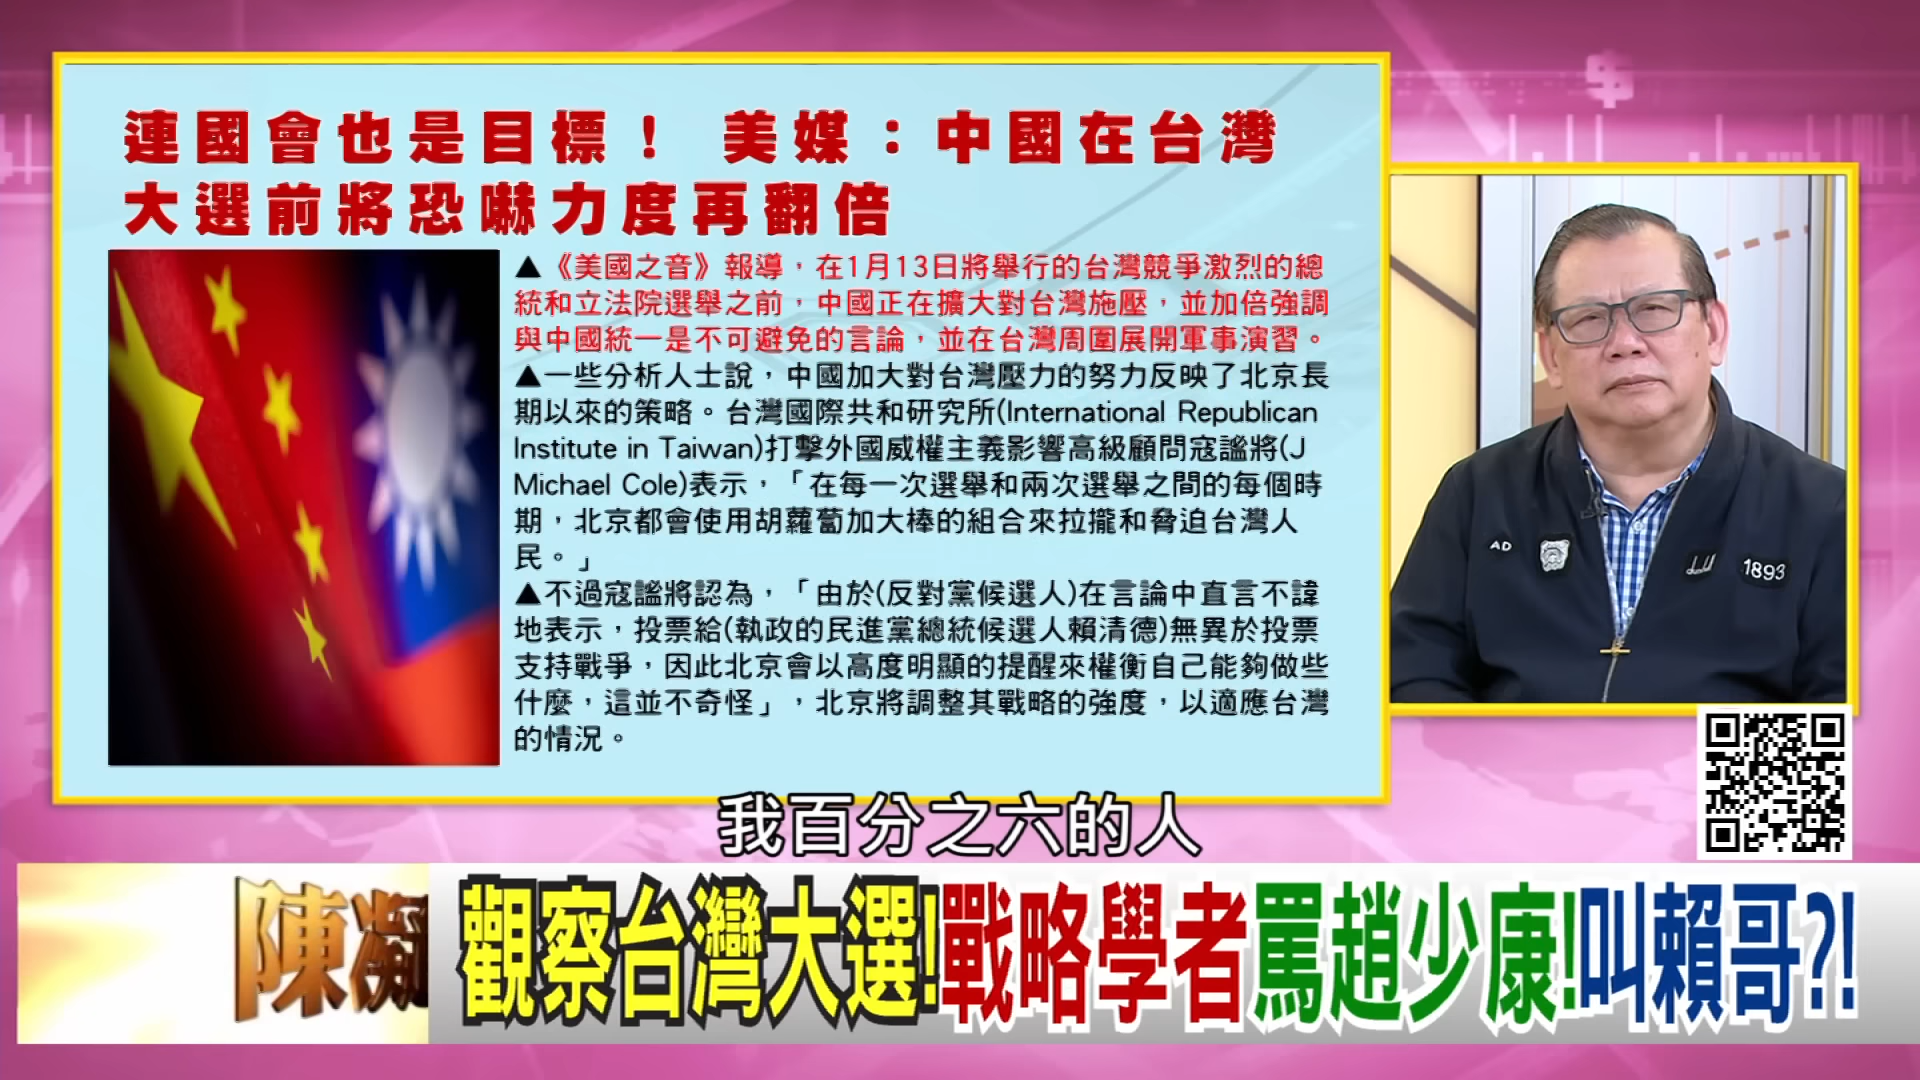 連國會也是目標！ 美媒：中國在台灣
大選前將恐嚇力度再翻倍
▲《美國之音》報導，在1月13日將舉行的台灣競爭激烈的總
統和立法院選舉之前，中國正在擴大對台灣施壓，並加倍強調
與中國統一是不可避免的言論，並在台灣周圍展開軍事演習。
▲一些分析人士說，中國加大對台灣壓力的努力反映了北京長
期以來的策略。台灣國際共和研究所(International Republican
Institute in Taiwan)打擊外國威權主義影響高級顧問寇謐將(J
Michael Cole)表示，「在每一次選舉和兩次選舉之間的每個時
期，北京都會使用胡蘿蔔加大棒的組合來拉攏和脅迫台灣人
民。」
▲不過寇謐將認為，「由於(反對黨候選人)在言論中直言不諱
地表示，投票給(執政的民進黨總統候選人賴清德)無異於投票
支持戰爭，因此北京會以高度明顯的提醒來權衡自己能夠做些
什麼，這並不奇怪」，北京將調整其戰略的強度，以適應台灣
的情況。
AD
1893
我百分之六的人
陳凝
觀察台灣大選!戰略學者罵趙少康!叫賴哥?!